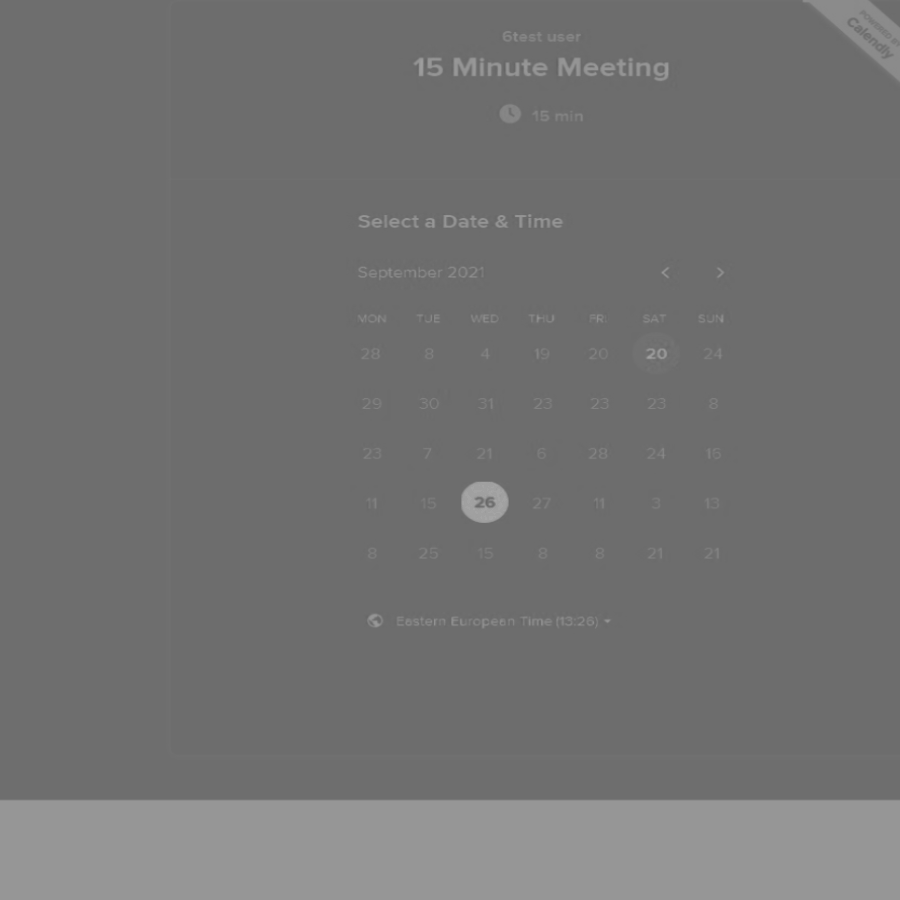 6test user
POWERED BY
Calendly
15 Minute Meeting
15 min
Select a Date & Time
September 2021
MON TUE WED THU FRI SAT SUN
28 8 4 19 20 20 24
29 30 31 23 23 23 8
23 7 21 6 28 24 15
11 15 26 27 11 3 13
8 25 15 8 8 21 21
Eastern European Time (13:26)